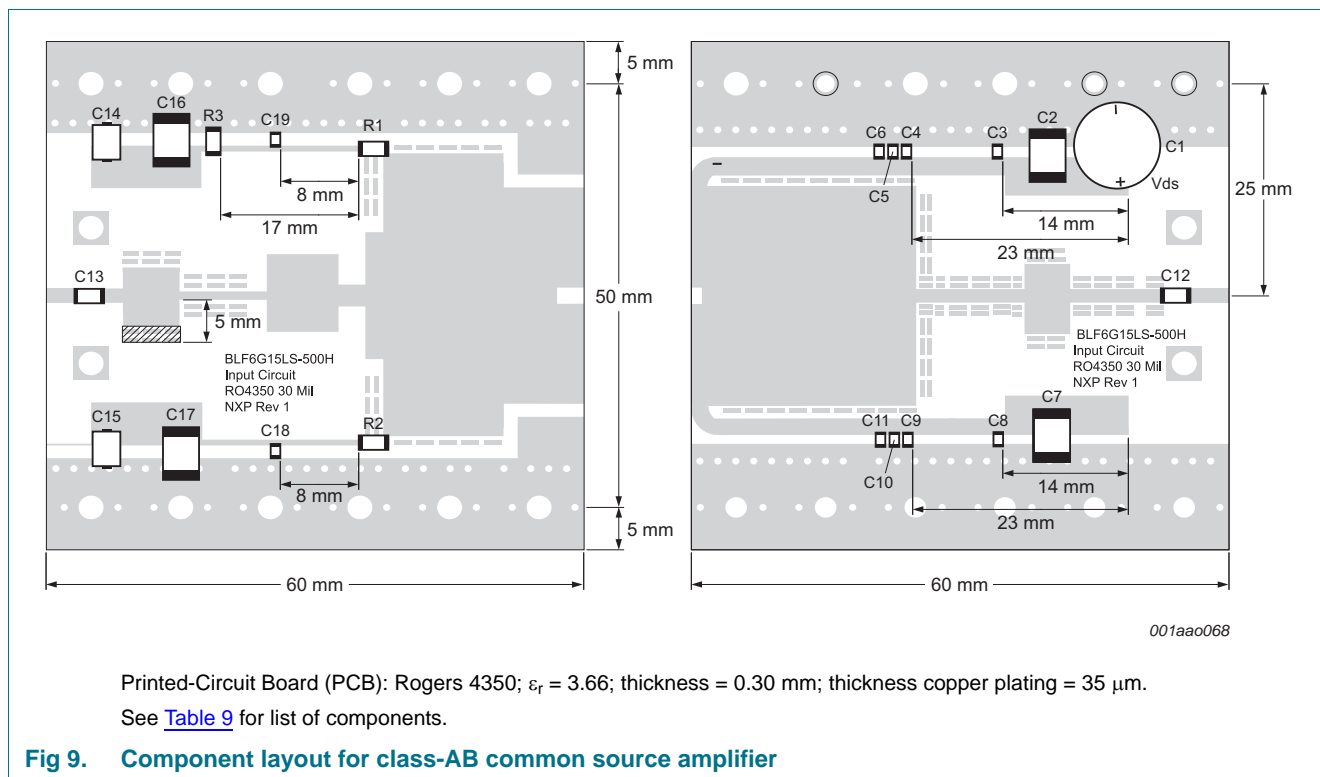 5 mm
C14
C16
R3
C19
R1
8 mm
17 mm
C13
5 mm
50 mm
BLF6G15LS-500H
Input Circuit
RO4350 30 Mil
NXP Rev 1
C15
C17
C18
R2
8 mm
5 mm
60 mm
C6
C4
C3
C2
C1
C5
–
+
Vds
25 mm
14 mm
23 mm
C12
BLF6G15LS-500H
Input Circuit
RO4350 30 Mil
NXP Rev 1
C11
C9
C8
C7
C10
14 mm
23 mm
60 mm
001aao068
Printed-Circuit Board (PCB): Rogers 4350; εr = 3.66; thickness = 0.30 mm; thickness copper plating = 35 μm.
See Table 9 for list of components.
Fig 9. Component layout for class-AB common source amplifier